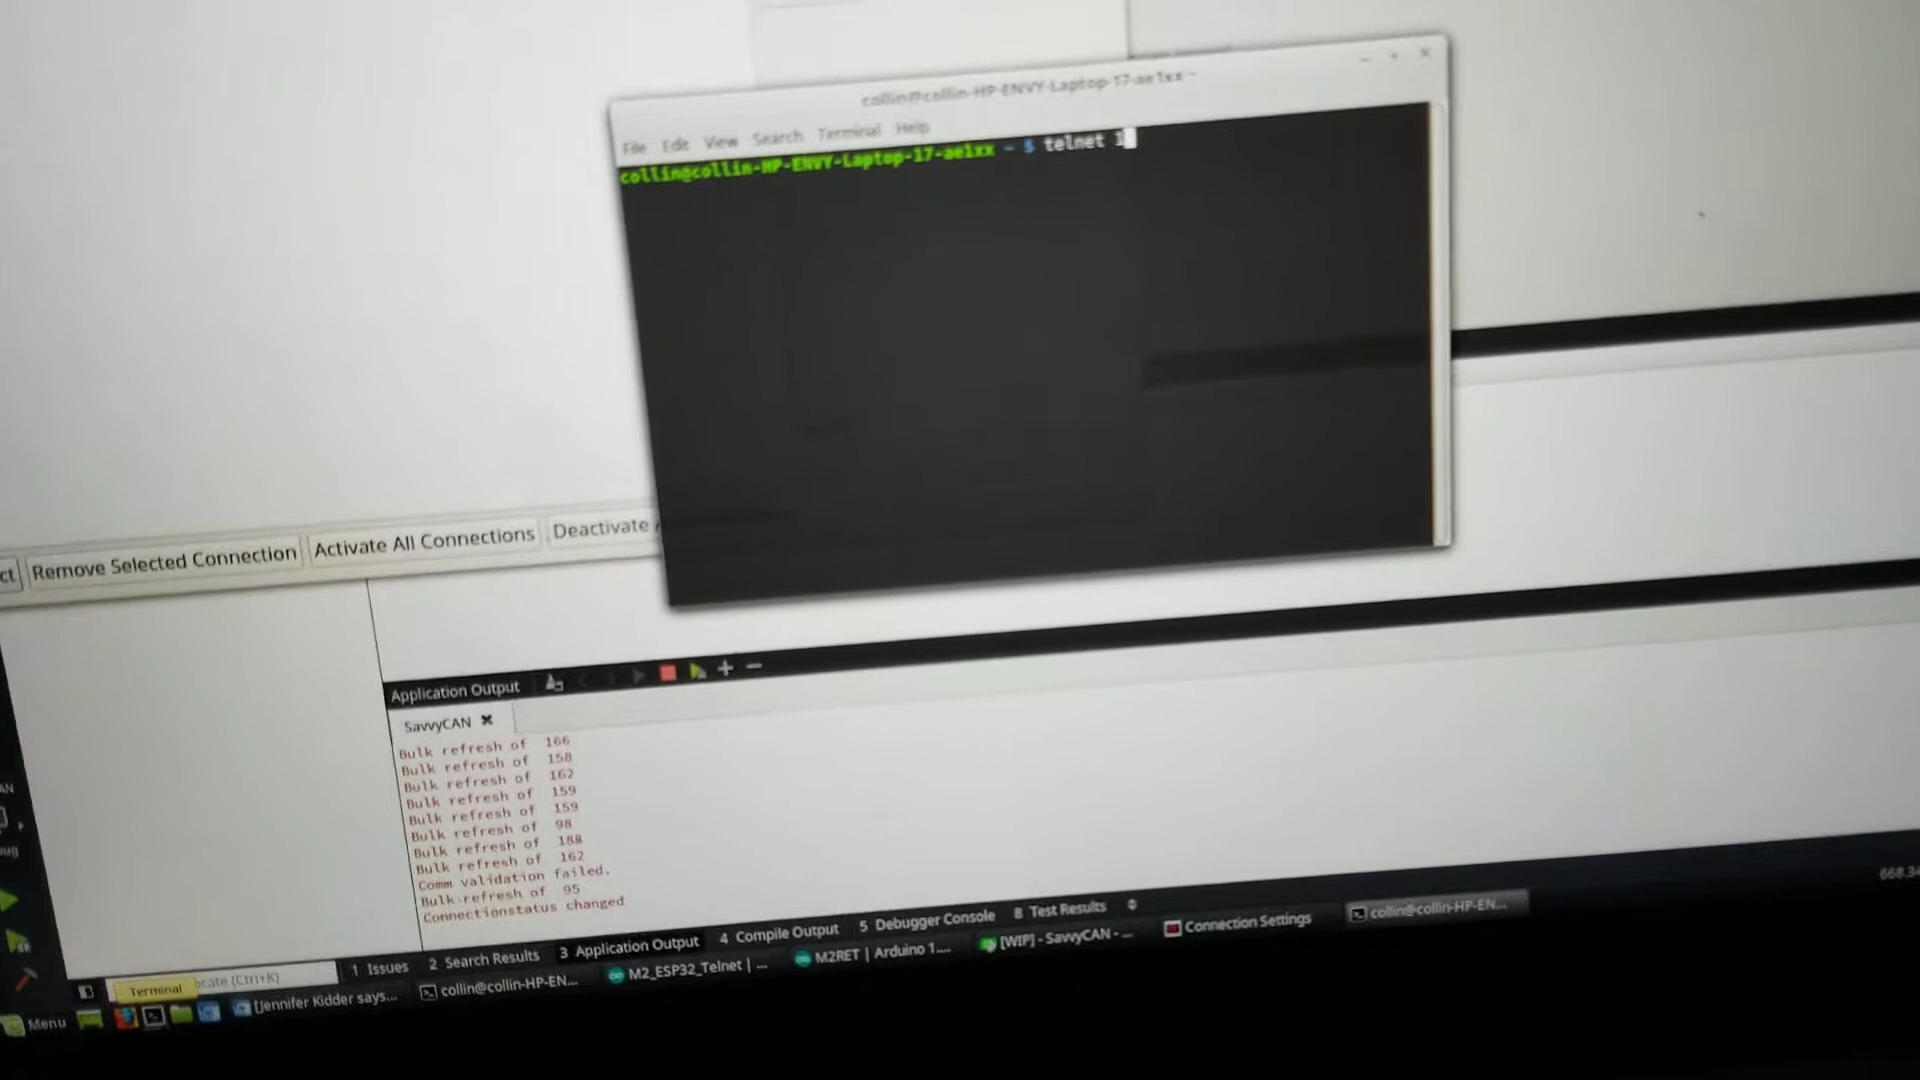 collin@collin-HP-ENVY-Laptop-17-ae1xx ~
File Edit View Search Terminal Help
collin@collin-HP-ENVY-Laptop-17-ae1xx ~ $ telnet 1
ct Remove Selected Connection Activate All Connections Deactivate
Application Output
SavvyCAN
Bulk refresh of 166
Bulk refresh of 158
Bulk refresh of 162
Bulk refresh of 159
Bulk refresh of 159
Bulk refresh of 98
Bulk refresh of 188
Bulk refresh of 162
Comm validation failed.
Bulk refresh of 95
Connectionstatus changed
668.34
ocate (Ctrl+K) 1 Issues 2 Search Results 3 Application Output 4 Compile Output 5 Debugger Console 8 Test Results
Terminal
Menu [Jennifer Kidder says... collin@collin-HP-EN... M2_ESP32_Telnet | ... M2RET | Arduino 1.... [WIP] - SavvyCAN - ... Connection Settings collin@collin-HP-EN...